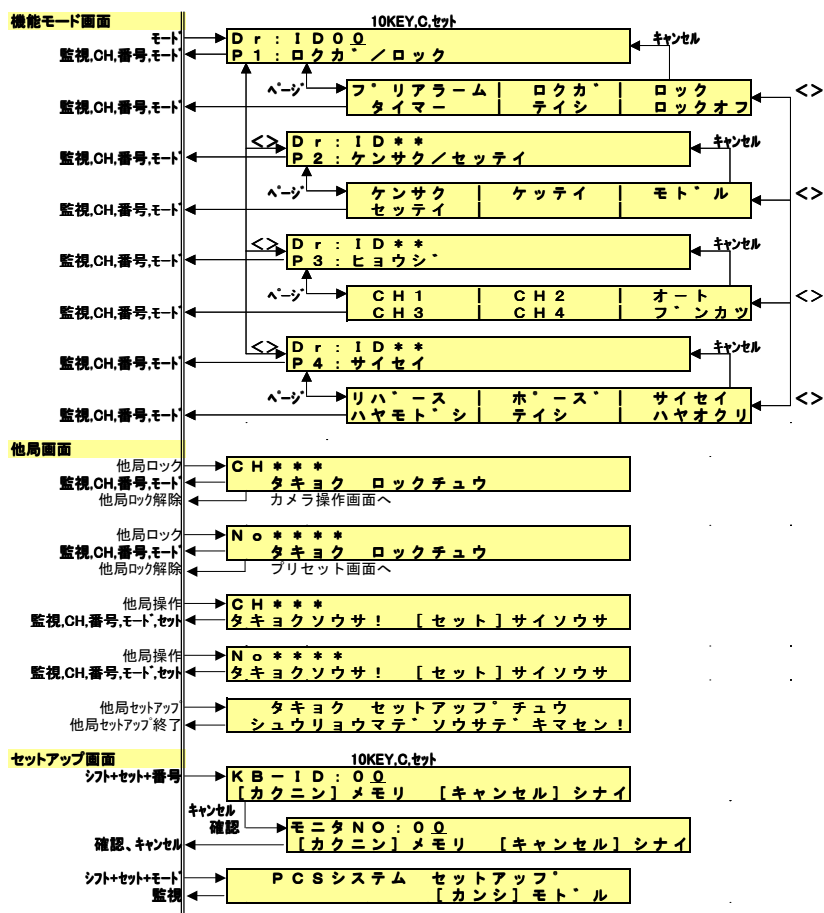 機能モード画面
10KEY,C,セット
モード
Ｄｒ：ＩＤ００
キャンセル
監視,CH,番号,モード
Ｐ１：ロクガ／ロック
ページ
プリアラーム｜　ロクガ　｜　ロック
<>
監視,CH,番号,モード
タイマー　｜　テイシ　｜　ロックオフ
<>
Ｄｒ：ＩＤ＊＊
キャンセル
監視,CH,番号,モード
Ｐ２：ケンサク／セッテイ
ページ
ケンサク　｜　ケッテイ　｜　モドル
<>
監視,CH,番号,モード
セッテイ　｜　　｜
<>
Ｄｒ：ＩＤ＊＊
キャンセル
監視,CH,番号,モード
Ｐ３：ヒョウジ
ページ
ＣＨ１　｜　ＣＨ２　｜　オート
<>
監視,CH,番号,モード
ＣＨ３　｜　ＣＨ４　｜　ブンカツ
<>
Ｄｒ：ＩＤ＊＊
キャンセル
監視,CH,番号,モード
Ｐ４：サイセイ
ページ
リバース　｜　ポーズ　｜　サイセイ
<>
監視,CH,番号,モード
ハヤモドシ｜　テイシ　｜　ハヤオクリ
他局画面
他局ロック
ＣＨ＊＊＊
監視,CH,番号,モード
タキョク　ロックチュウ
他局ロック解除
カメラ操作画面へ
他局ロック
Ｎｏ＊＊＊＊
監視,CH,番号,モード
タキョク　ロックチュウ
他局ロック解除
プリセット画面へ
他局操作
ＣＨ＊＊＊
監視,CH,番号,モード,セット
タキョクソウサ！　［セット］サイソウサ
他局操作
Ｎｏ＊＊＊＊
監視,CH,番号,モード,セット
タキョクソウサ！　［セット］サイソウサ
他局セットアップ
タキョク　セットアップチュウ
他局セットアップ終了
シュウリョウマデソウサデキマセン！
セットアップ画面
10KEY,C,セット
シフト+セット+番号
ＫＢ－ＩＤ：００
［カクニン］メモリ　［キャンセル］シナイ
キャンセル
確認
モニタＮＯ：００
確認、キャンセル
［カクニン］メモリ　［キャンセル］シナイ
シフト+セット+モード
ＰＣＳシステム　セットアップ
監視
［カンシ］モドル